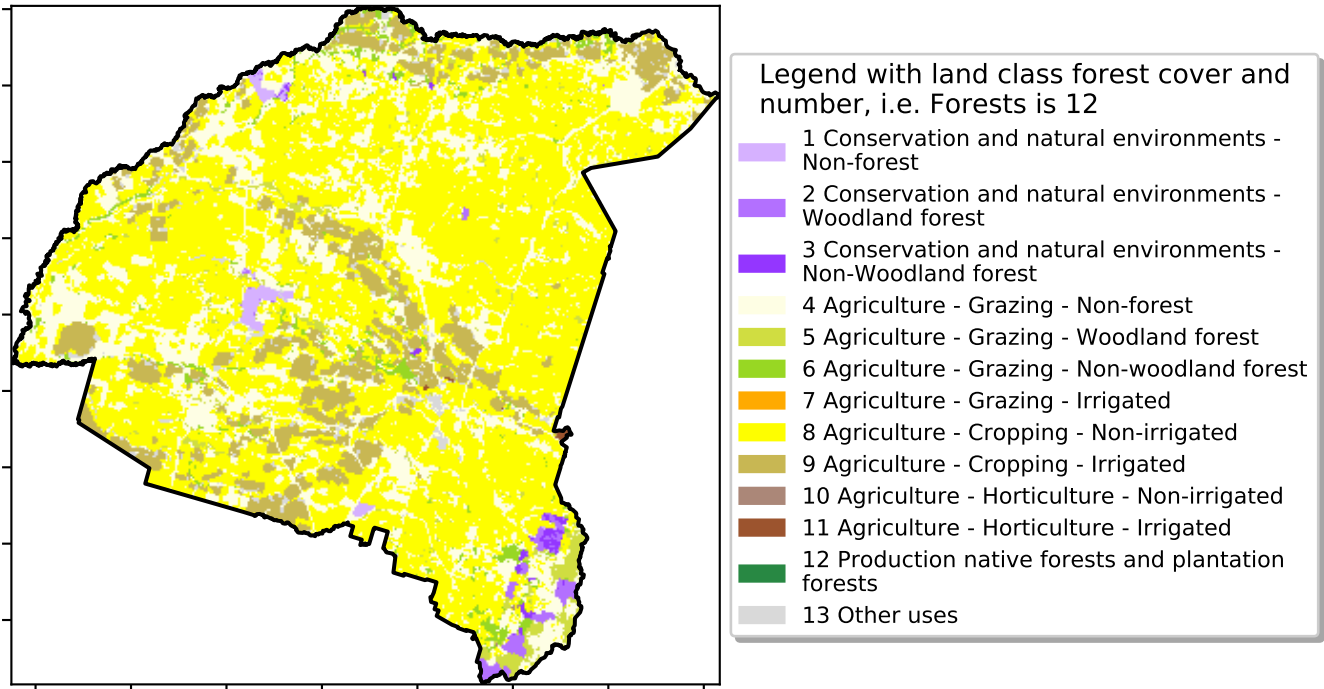 Legend with land class forest cover and
number, i.e. Forests is 12
1 Conservation and natural environments -
Non-forest
2 Conservation and natural environments -
Woodland forest
3 Conservation and natural environments -
Non-Woodland forest
4 Agriculture - Grazing - Non-forest
5 Agriculture - Grazing - Woodland forest
6 Agriculture - Grazing - Non-woodland forest
7 Agriculture - Grazing - Irrigated
8 Agriculture - Cropping - Non-irrigated
9 Agriculture - Cropping - Irrigated
10 Agriculture - Horticulture - Non-irrigated
11 Agriculture - Horticulture - Irrigated
12 Production native forests and plantation
forests
13 Other uses